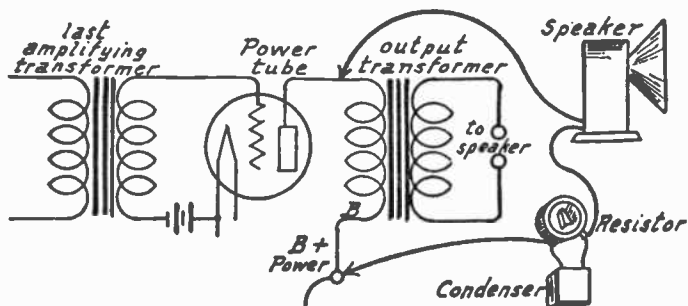 last
amplifying
transformer
Power
tube
output
transformer
Speaker
to
speaker
B
B+
Power
Resistor
Condenser